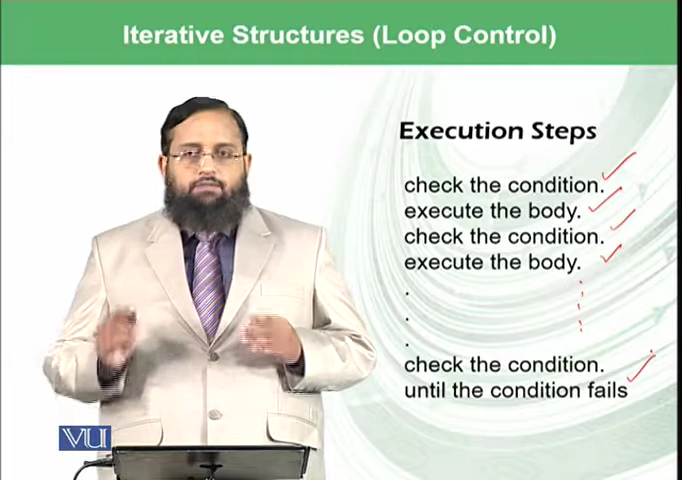 Iterative Structures (Loop Control)
Execution Steps
check the condition.
execute the body.
check the condition.
execute the body.
.
.
.
check the condition.
until the condition fails
VU